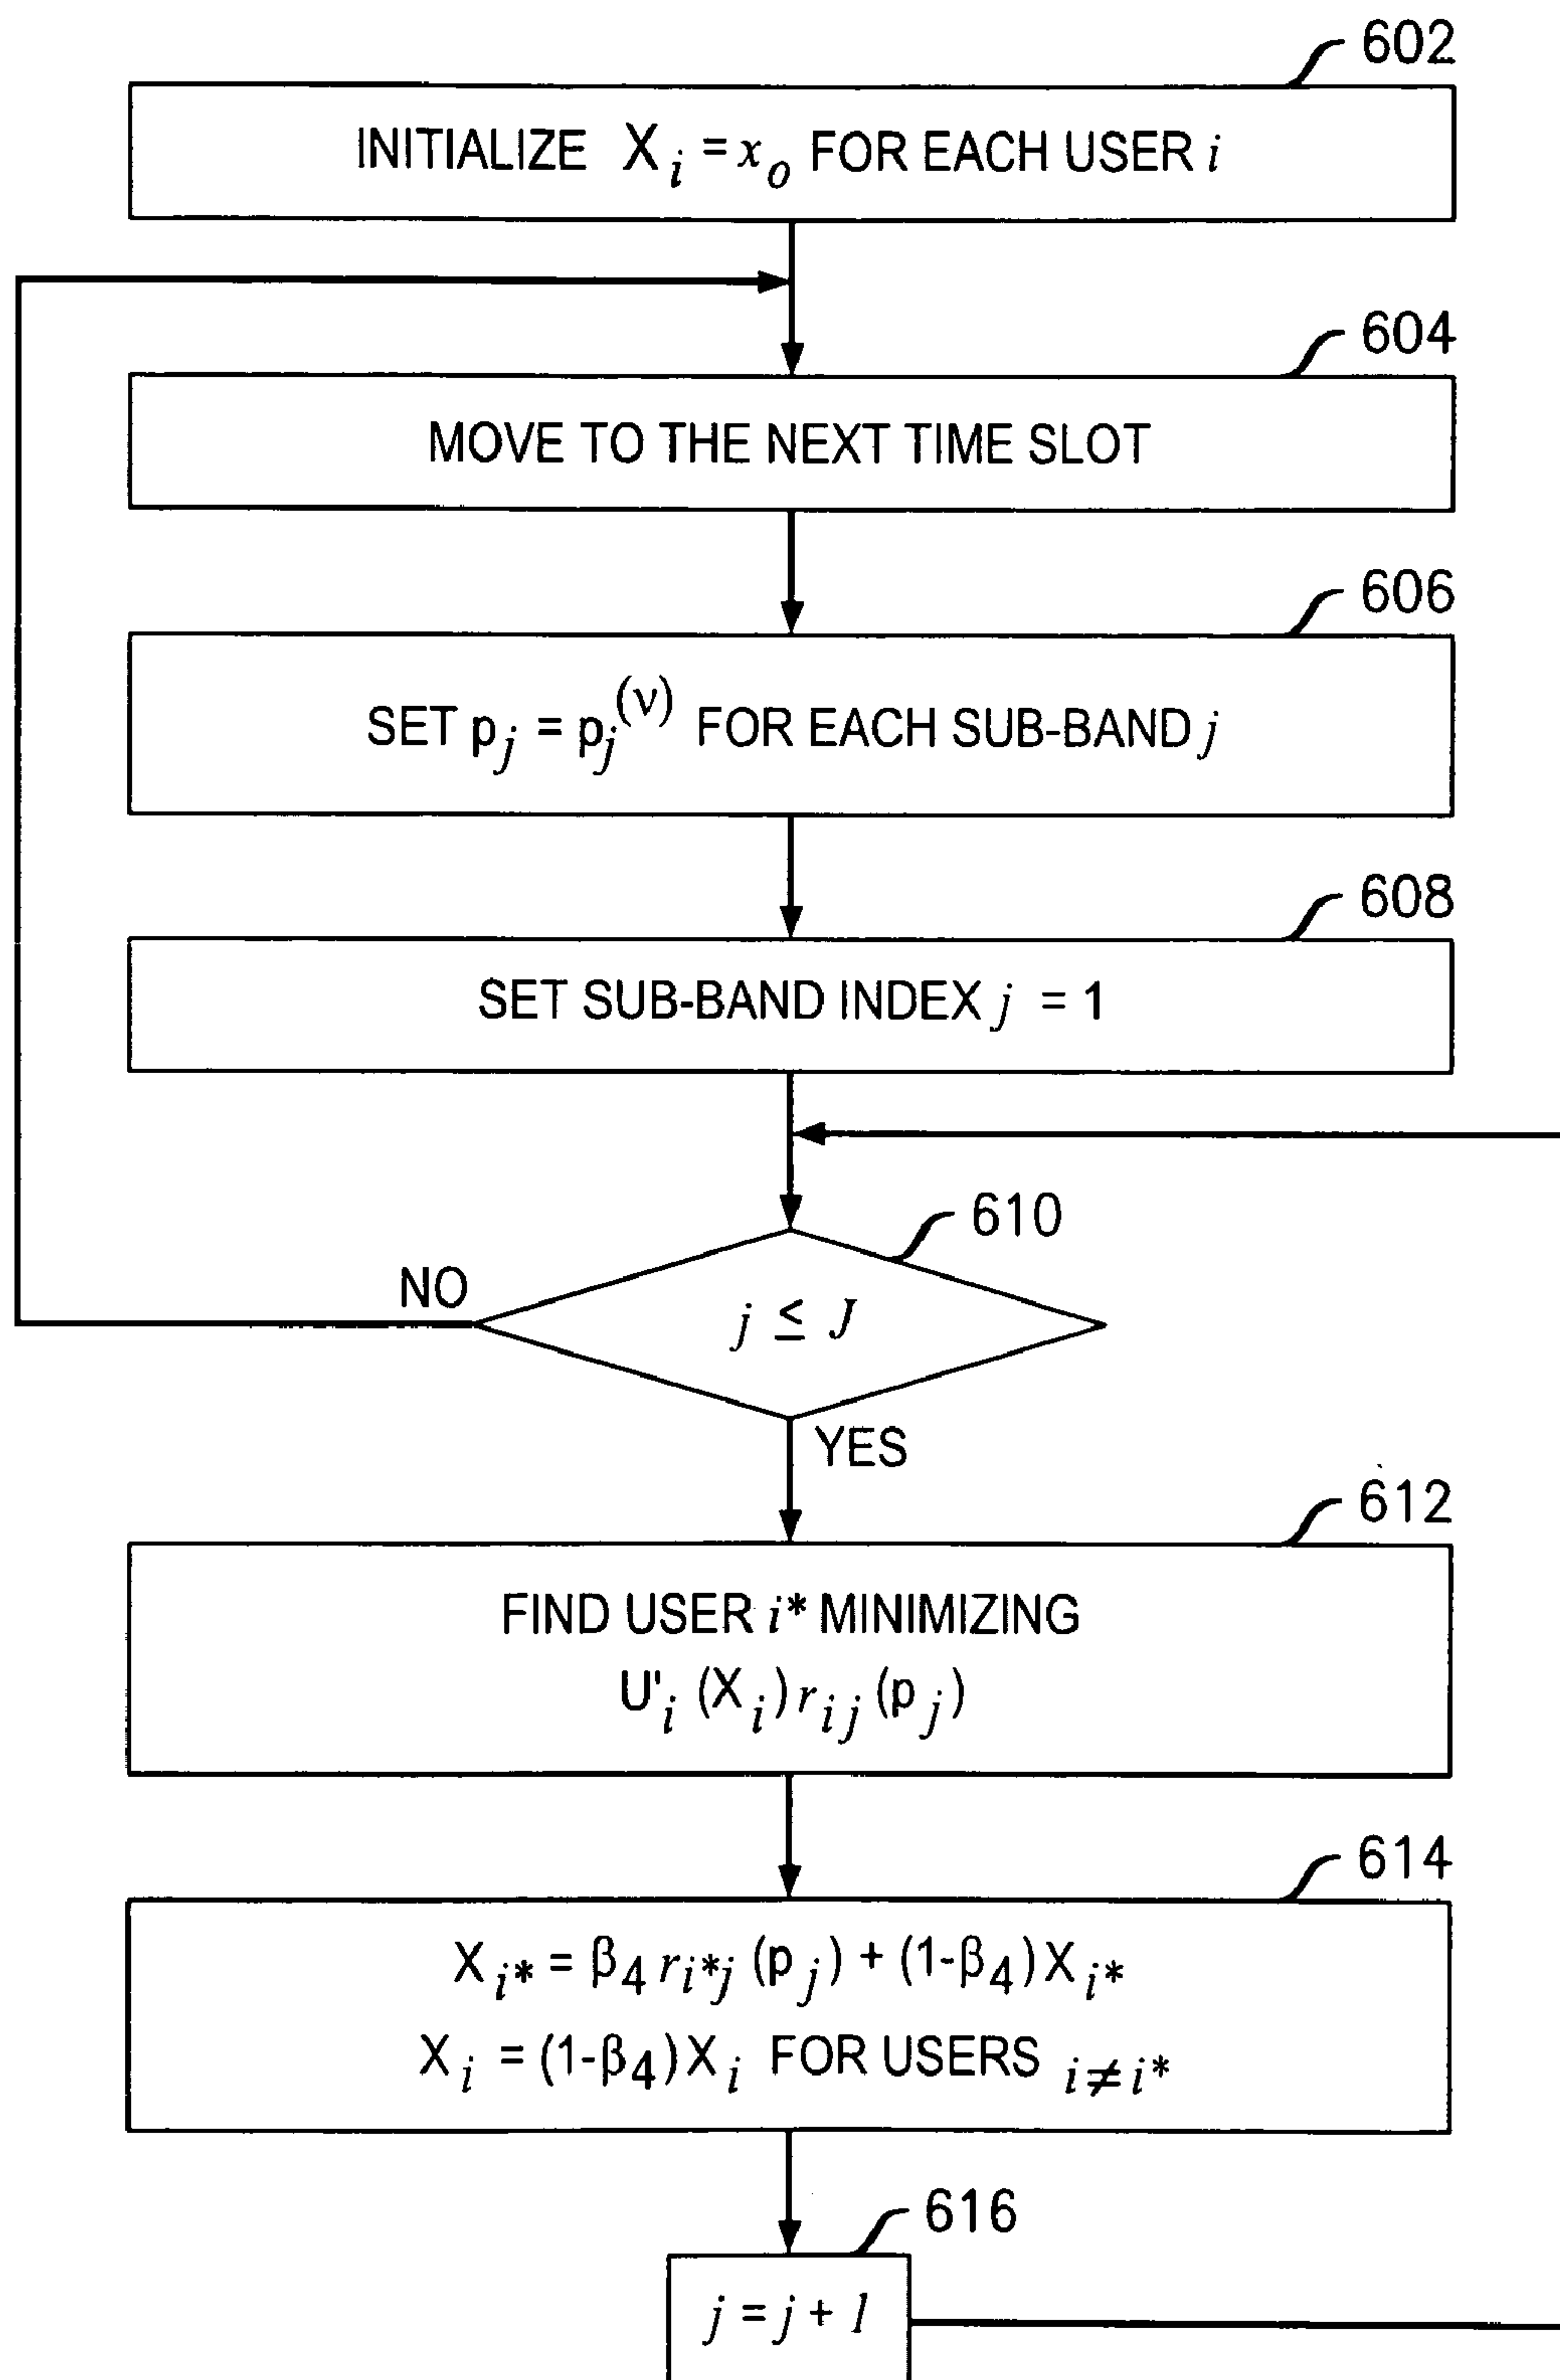 602
INITIALIZE X_i = x_o FOR EACH USER i
604
MOVE TO THE NEXT TIME SLOT
606
SET p_j = p_j^(ν) FOR EACH SUB-BAND j
608
SET SUB-BAND INDEX j = 1
610
NO
j ≤ J
YES
612
FIND USER i* MINIMIZING
U'_i (X_i) r_ij (p_j)
614
X_i* = β_4 r_i*j (p_j) + (1-β_4) X_i*
X_i = (1-β_4) X_i FOR USERS i≠i*
616
j = j + 1